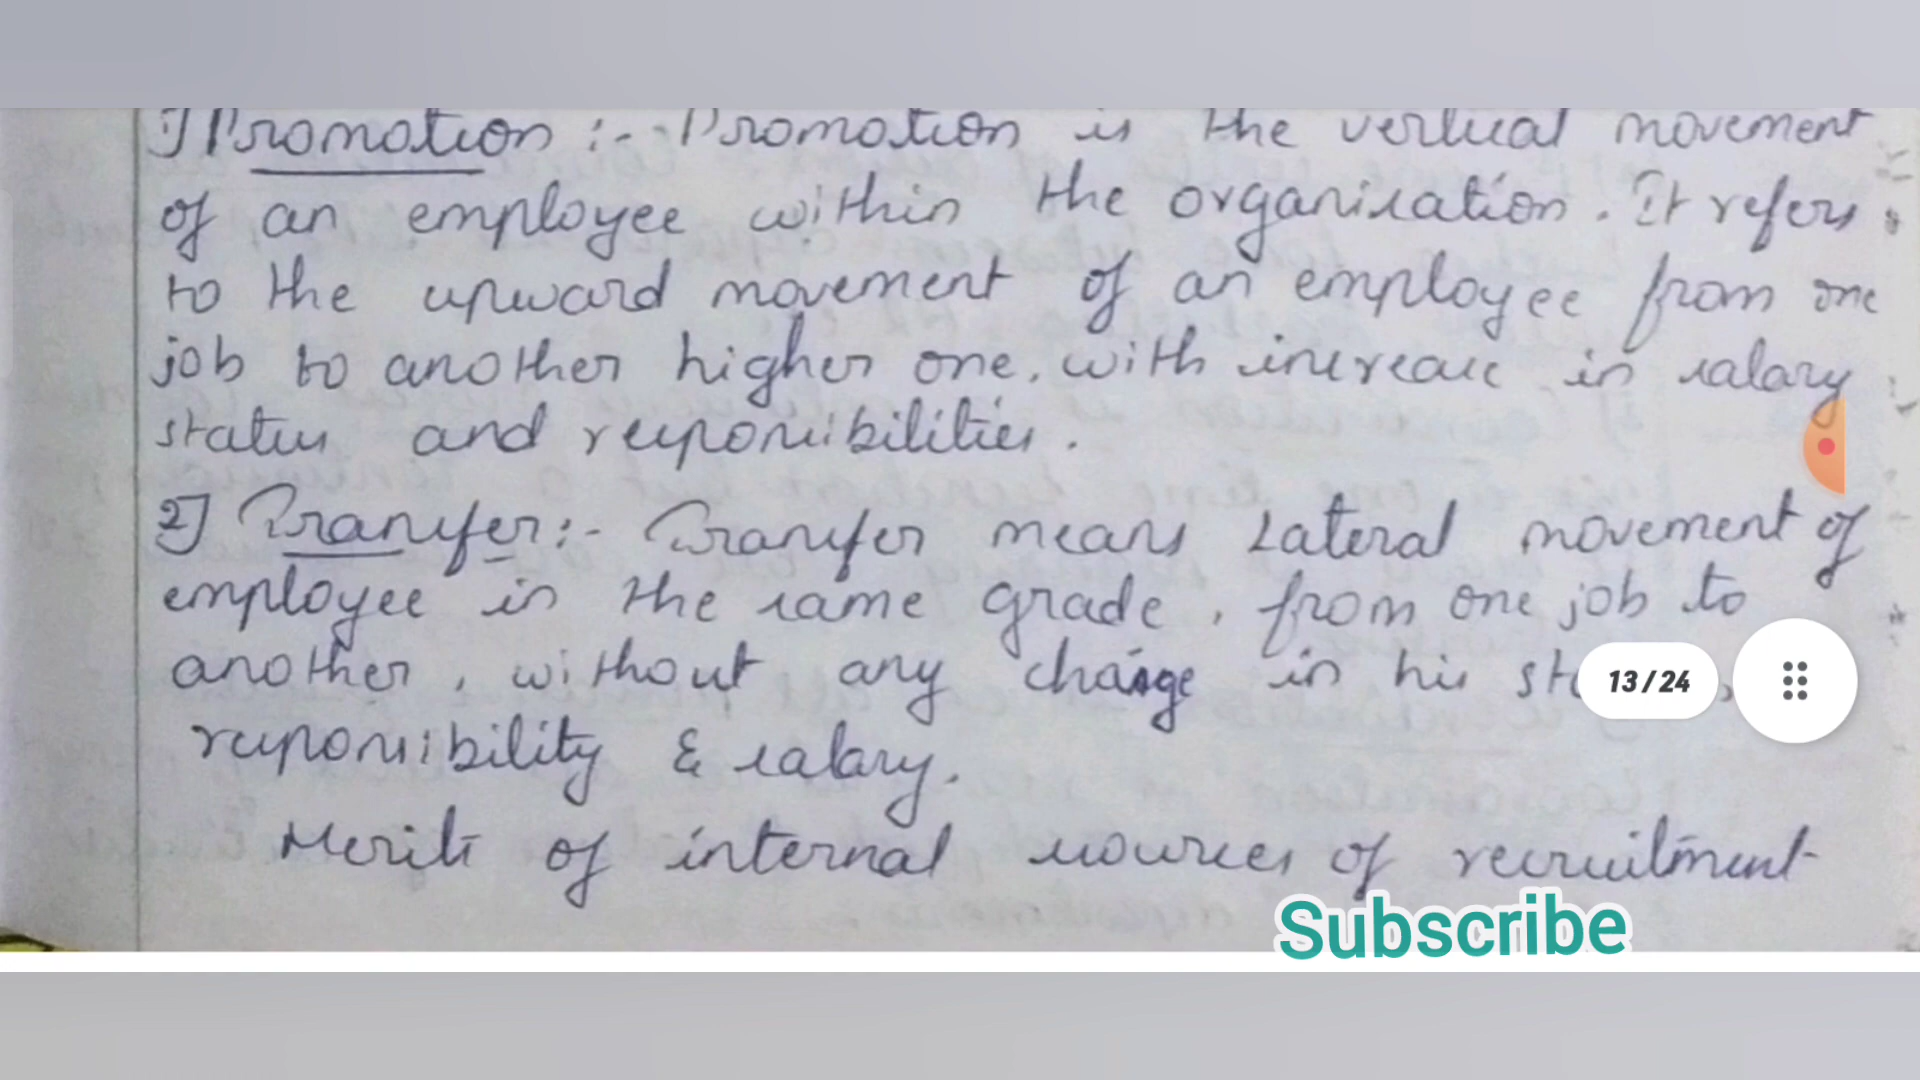 1] Promotion :- Promotion is the vertical movement
of an employee within the organisation. It refers
to the upward movement of an employee from one
job to another higher one. with increase in salary
status and responsibilities.
2] Transfer :- Transfer means Lateral movement of
employee in the same grade, from one job to
another, without any change in his
13/24
responsibility & salary.
Merits of internal sources of recruitment
Subscribe